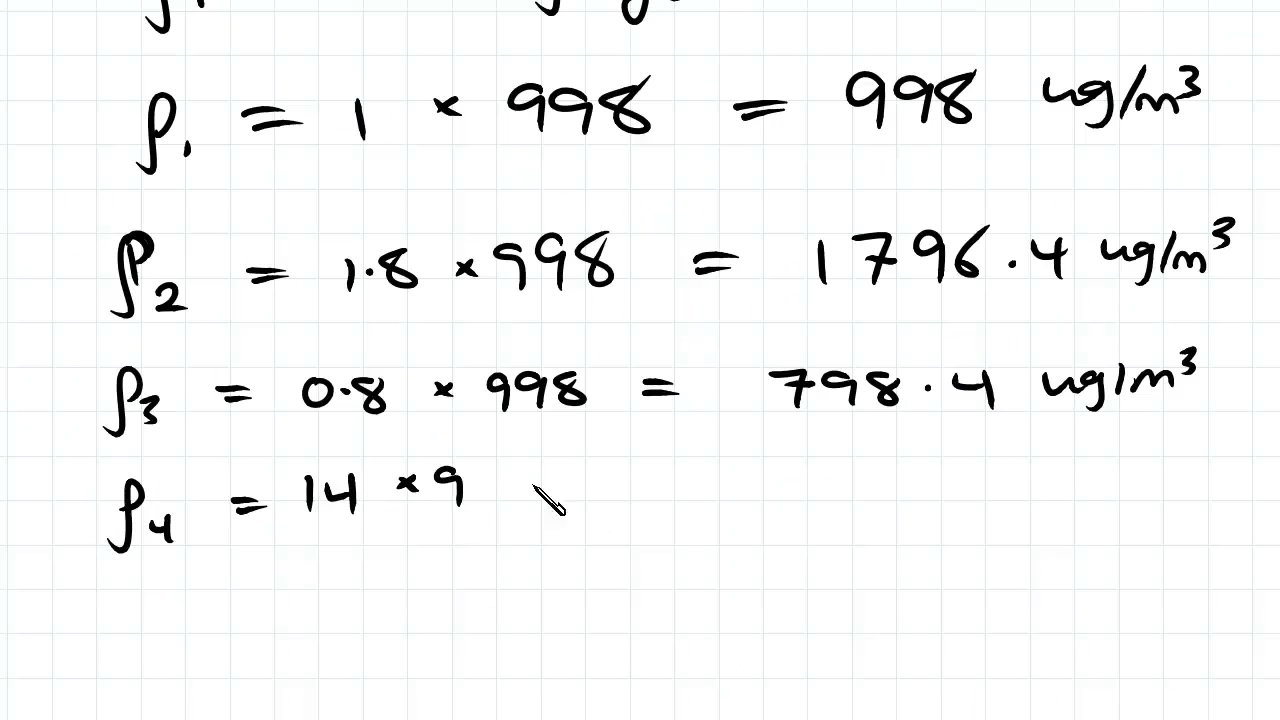 ρ₁ = 1 × 998 = 998 kg/m³
ρ₂ = 1.8 × 998 = 1796.4 kg/m³
ρ₃ = 0.8 × 998 = 798.4 kg/m³
ρ₄ = 14 × 9